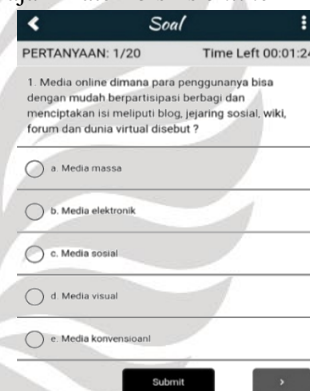 Soal
PERTANYAAN: 1/20 Time Left 00:01:24
1. Media online dimana para penggunanya bisa
dengan mudah berpartisipasi berbagi dan
menciptakan isi meliputi blog, jejaring sosial, wiki,
forum dan dunia virtual disebut ?
a. Media massa
b. Media elektronik
c. Media sosial
d. Media visual
e. Media konvensioanl
Submit